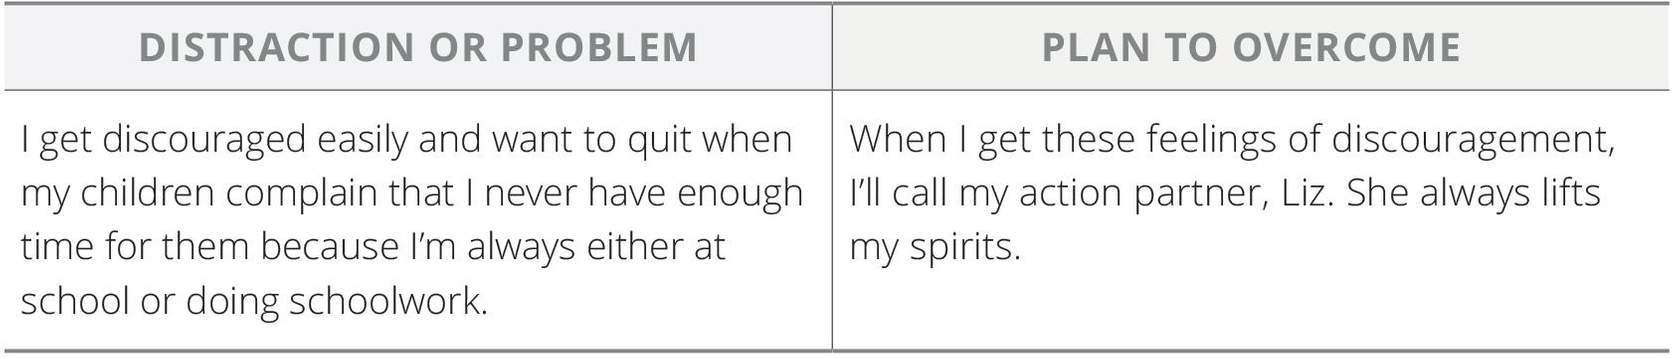 DISTRACTION OR PROBLEM
PLAN TO OVERCOME
I get discouraged easily and want to quit when
my children complain that I never have enough
time for them because I’m always either at
school or doing schoolwork.
When I get these feelings of discouragement,
I’ll call my action partner, Liz. She always lifts
my spirits.